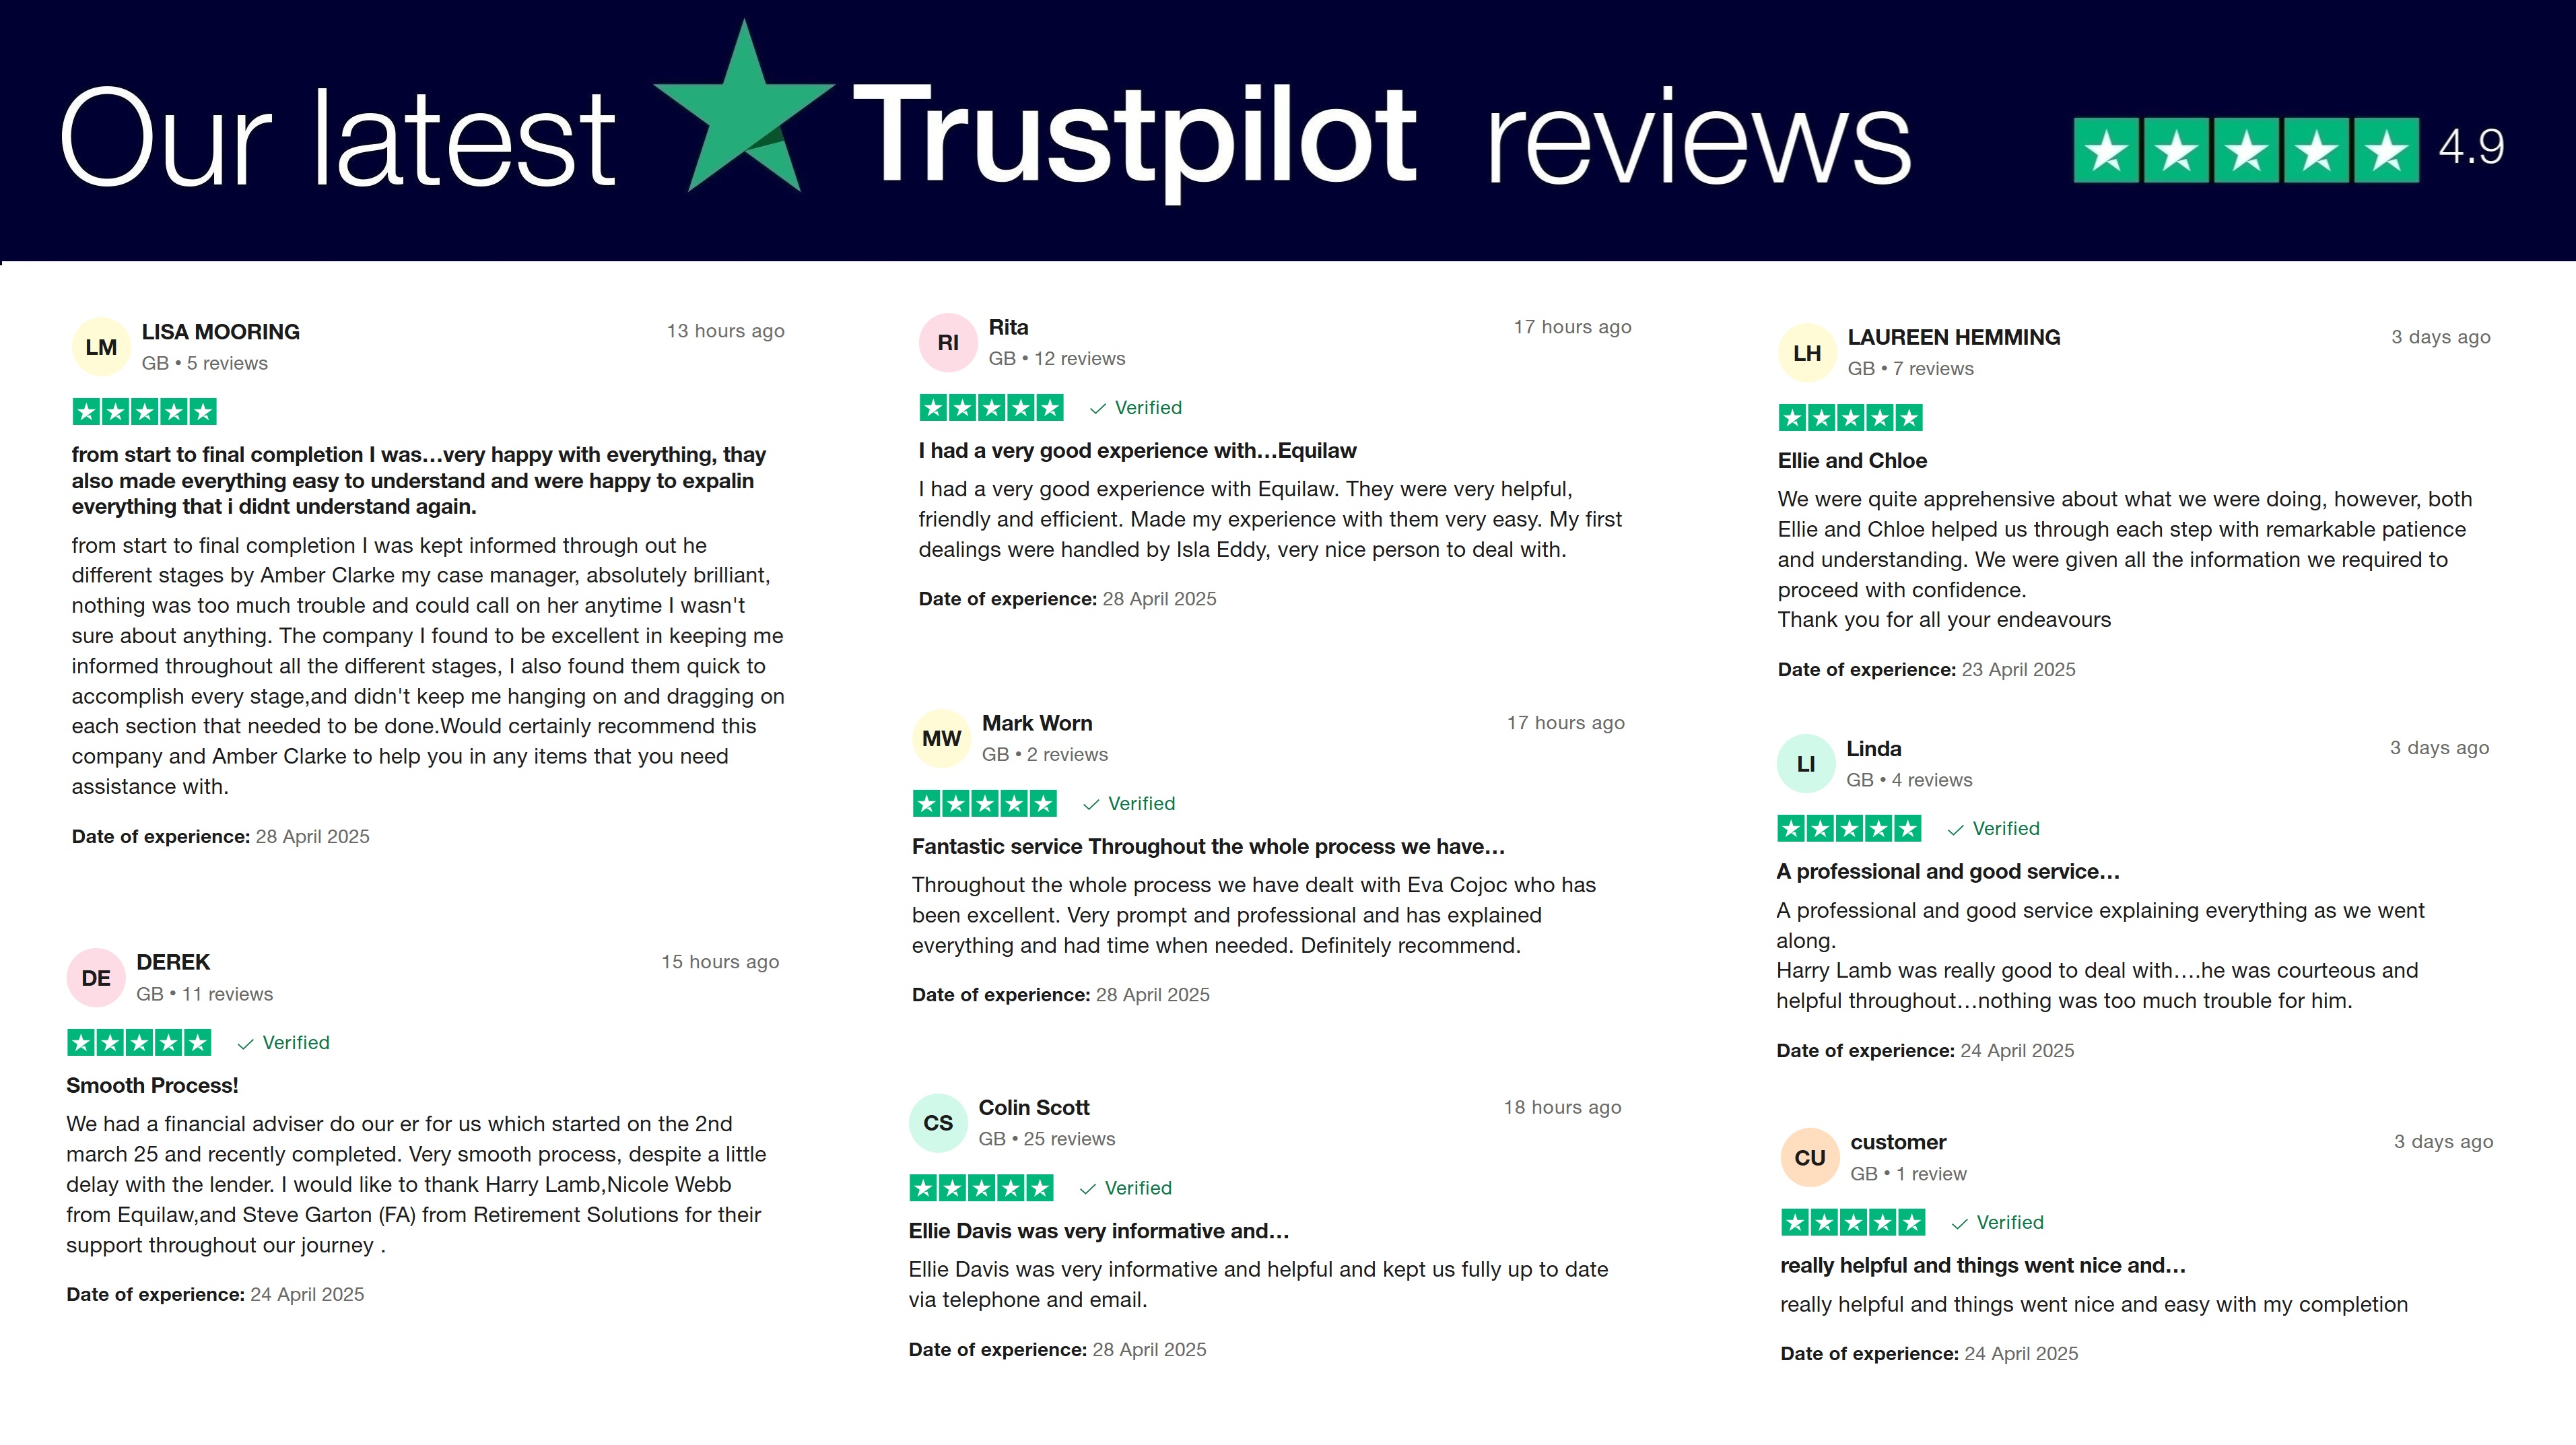 Our latest Trustpilot reviews 4.9
LM
LISA MOORING
13 hours ago
GB • 5 reviews
from start to final completion I was…very happy with everything, thay
also made everything easy to understand and were happy to expalin
everything that i didnt understand again.
from start to final completion I was kept informed through out he
different stages by Amber Clarke my case manager, absolutely brilliant,
nothing was too much trouble and could call on her anytime I wasn't
sure about anything. The company I found to be excellent in keeping me
informed throughout all the different stages, I also found them quick to
accomplish every stage,and didn't keep me hanging on and dragging on
each section that needed to be done.Would certainly recommend this
company and Amber Clarke to help you in any items that you need
assistance with.
Date of experience: 28 April 2025
DE
DEREK
15 hours ago
GB • 11 reviews
Verified
Smooth Process!
We had a financial adviser do our er for us which started on the 2nd
march 25 and recently completed. Very smooth process, despite a little
delay with the lender. I would like to thank Harry Lamb,Nicole Webb
from Equilaw,and Steve Garton (FA) from Retirement Solutions for their
support throughout our journey .
Date of experience: 24 April 2025
RI
Rita
17 hours ago
GB • 12 reviews
Verified
I had a very good experience with…Equilaw
I had a very good experience with Equilaw. They were very helpful,
friendly and efficient. Made my experience with them very easy. My first
dealings were handled by Isla Eddy, very nice person to deal with.
Date of experience: 28 April 2025
MW
Mark Worn
17 hours ago
GB • 2 reviews
Verified
Fantastic service Throughout the whole process we have…
Throughout the whole process we have dealt with Eva Cojoc who has
been excellent. Very prompt and professional and has explained
everything and had time when needed. Definitely recommend.
Date of experience: 28 April 2025
CS
Colin Scott
18 hours ago
GB • 25 reviews
Verified
Ellie Davis was very informative and…
Ellie Davis was very informative and helpful and kept us fully up to date
via telephone and email.
Date of experience: 28 April 2025
LH
LAUREEN HEMMING
3 days ago
GB • 7 reviews
Ellie and Chloe
We were quite apprehensive about what we were doing, however, both
Ellie and Chloe helped us through each step with remarkable patience
and understanding. We were given all the information we required to
proceed with confidence.
Thank you for all your endeavours
Date of experience: 23 April 2025
LI
Linda
3 days ago
GB • 4 reviews
Verified
A professional and good service…
A professional and good service explaining everything as we went
along.
Harry Lamb was really good to deal with….he was courteous and
helpful throughout…nothing was too much trouble for him.
Date of experience: 24 April 2025
CU
customer
3 days ago
GB • 1 review
Verified
really helpful and things went nice and…
really helpful and things went nice and easy with my completion
Date of experience: 24 April 2025